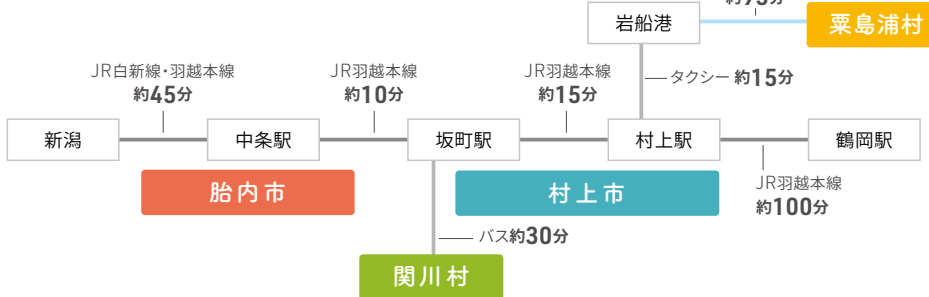 約75分
岩船港
粟島浦村
タクシー 約15分
JR白新線・羽越本線
約45分
JR羽越本線
約10分
JR羽越本線
約15分
新潟
中条駅
坂町駅
村上駅
鶴岡駅
胎内市
村上市
JR羽越本線
約100分
バス約30分
関川村